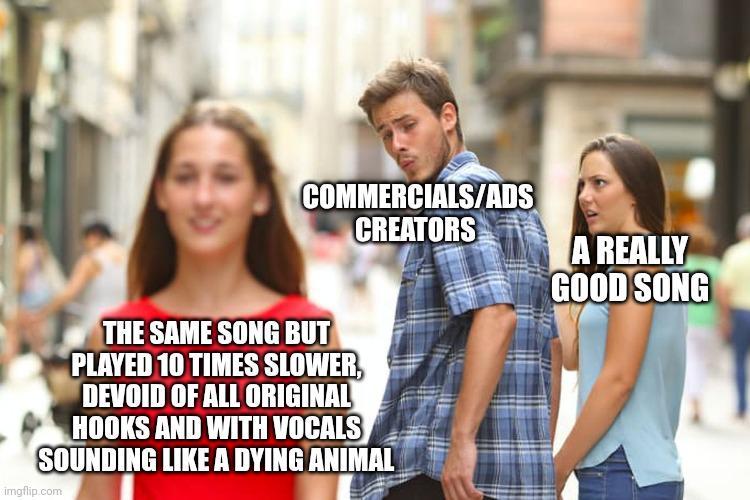 COMMERCIALS/ADS
CREATORS
A REALLY
GOOD SONG
THE SAME SONG BUT
PLAYED 10 TIMES SLOWER,
DEVOID OF ALL ORIGINAL
HOOKS AND WITH VOCALS
SOUNDING LIKE A DYING ANIMAL
imgflip.com